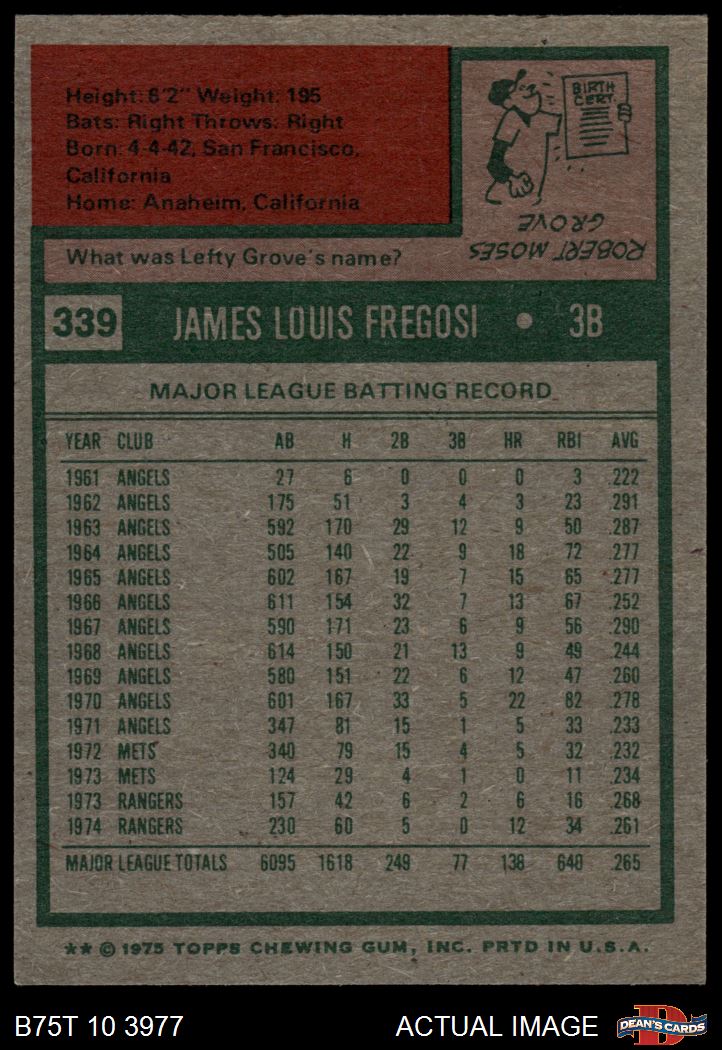 Height: 6'2" Weight: 195
Bats: Right Throws: Right
Born: 4-4-42, San Francisco,
California
Home: Anaheim, California
BIRTH
CERT.
ROBERT MOSES
GROVE
What was Lefty Grove's name?
339 JAMES LOUIS FREGOSI • 3B
MAJOR LEAGUE BATTING RECORD
YEAR CLUB AB H 2B 3B HR RBI AVG
1961 ANGELS 27 6 0 0 0 3 .222
1962 ANGELS 175 51 3 4 3 23 .291
1963 ANGELS 592 170 29 12 9 50 .287
1964 ANGELS 505 140 22 9 18 72 .277
1965 ANGELS 602 167 19 7 15 65 .277
1966 ANGELS 611 154 32 7 13 67 .252
1967 ANGELS 590 171 23 6 9 56 .290
1968 ANGELS 614 150 21 13 9 49 .244
1969 ANGELS 580 151 22 6 12 47 .260
1970 ANGELS 601 167 33 5 22 82 .278
1971 ANGELS 347 81 15 1 5 33 .233
1972 METS 340 79 15 4 5 32 .232
1973 METS 124 29 4 1 0 11 .234
1973 RANGERS 157 42 6 2 6 16 .268
1974 RANGERS 230 60 5 0 12 34 .261
MAJOR LEAGUE TOTALS 6095 1618 249 77 138 640 .265
** © 1975 TOPPS CHEWING GUM, INC. PRTD IN U.S.A.
B75T 10 3977 ACTUAL IMAGE
D
DEAN'S CARDS